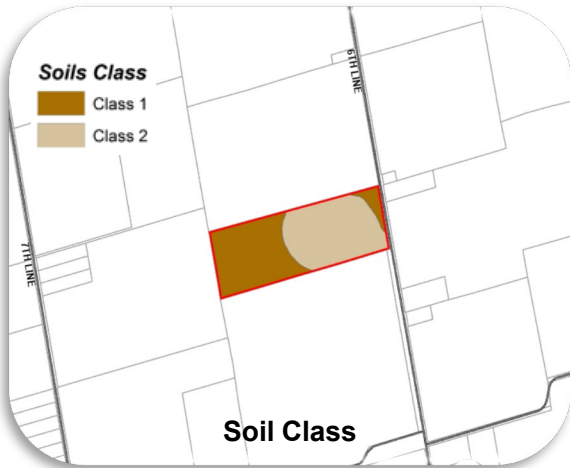 Soils Class
Class 1
Class 2
6TH LINE
7TH LINE
Soil Class